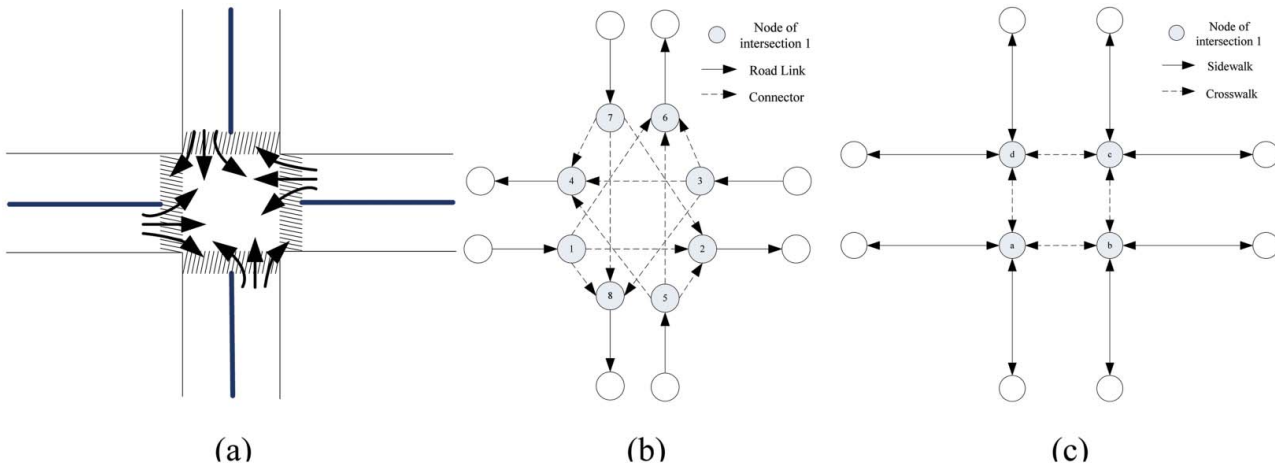 Node of
intersection 1
Road Link
Connector
7
6
4
3
1
2
8
5
Node of
intersection 1
Sidewalk
Crosswalk
d
c
a
b
(a)
(b)
(c)